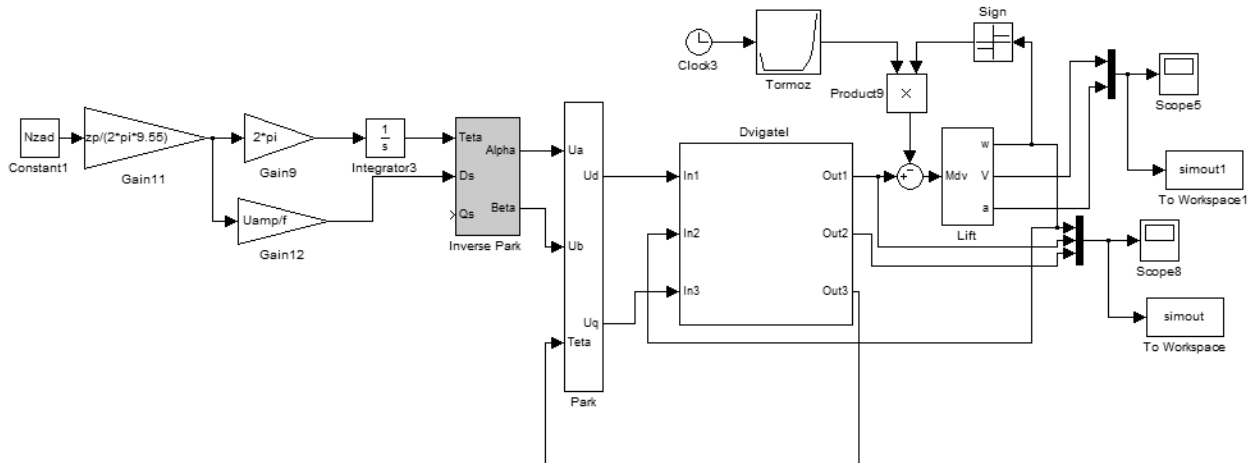 Nzad
Constant1
zp/(2*pi*9.55)
Gain11
2*pi
Gain9
Uamp/f
Gain12
1
s
Integrator3
Teta
Ds
Qs
Alpha
Beta
Inverse Park
Ua
Ub
Teta
Ud
Uq
Park
Dvigatel
In1
In2
In3
Out1
Out2
Out3
Clock3
Tormoz
Product9
×
Sign
+
−
Mdv
w
V
a
Lift
Scope5
simout1
To Workspace1
Scope8
simout
To Workspace